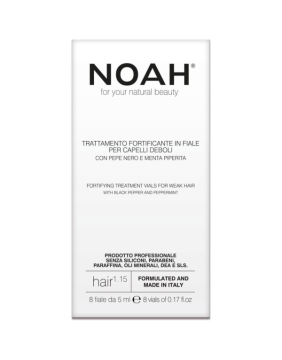 NOAH®
for your natural beauty
TRATTAMENTO FORTIFICANTE IN FIALE
PER CAPELLI DEBOLI
CON PEPE NERO E MENTA PIPERITA
FORTIFYING TREATMENT VIALS FOR WEAK HAIR
WITH BLACK PEPPER AND PEPPERMINT
PRODOTTO PROFESSIONALE
SENZA SILICONI, PARABENI,
PARAFFINA, OLI MINERALI, DEA E SLS.
hair1.15 FORMULATED AND
MADE IN ITALY
8 fiale da 5 ml ℮ 8 vials of 0.17 fl.oz